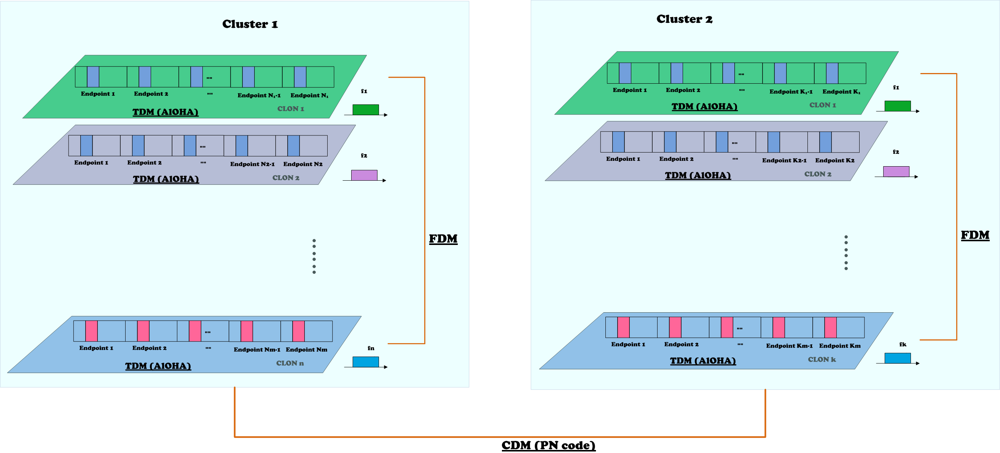 Cluster 1
.... 
Endpoint 1 Endpoint 2 .... Endpoint N₁-1 Endpoint N₁
TDM (AlOHA) CLON 1
f1
....
Endpoint 1 Endpoint 2 .... Endpoint N2-1 Endpoint N2
TDM (AlOHA) CLON 2
f2
FDM
....
Endpoint 1 Endpoint 2 .... Endpoint Nm-1 Endpoint Nm
TDM (AlOHA) CLON n
fn
Cluster 2
....
Endpoint 1 Endpoint 2 .... Endpoint K₁-1 Endpoint K₁
TDM (AlOHA) CLON 1
f1
....
Endpoint 1 Endpoint 2 .... Endpoint K2-1 Endpoint K2
TDM (AlOHA) CLON 2
f2
FDM
....
Endpoint 1 Endpoint 2 .... Endpoint Km-1 Endpoint Km
TDM (AlOHA) CLON k
fk
CDM (PN code)